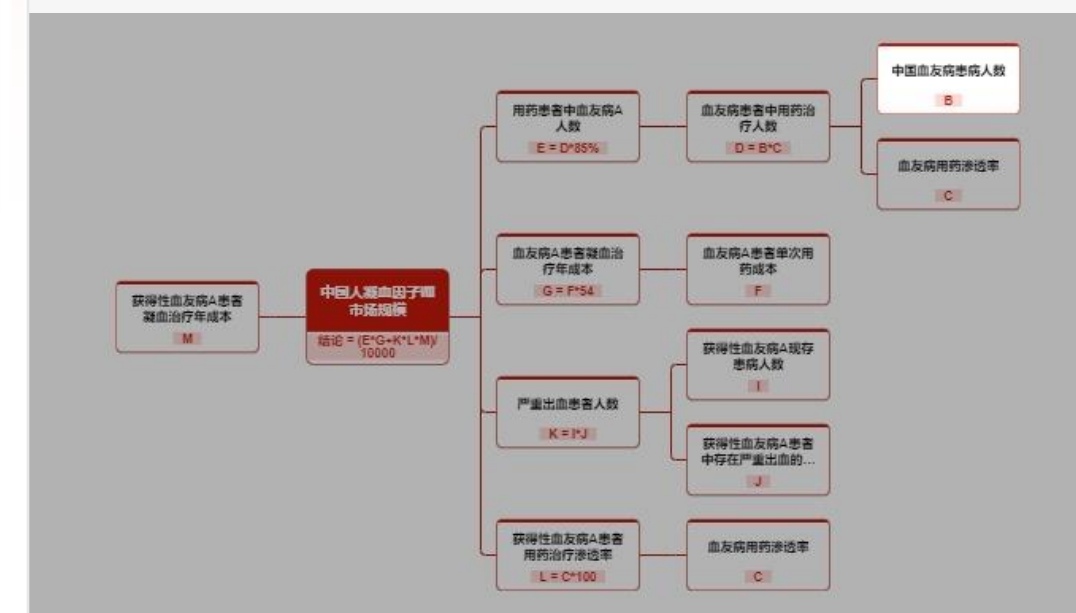 中国血友病患病人数
B
用药患者中血友病A
人数
E = D*85%
血友病患者中用药治
疗人数
D = B*C
血友病用药渗透率
C
血友病A患者凝血治
疗年成本
G = F*54
血友病A患者单次用
药成本
F
获得性血友病A患者
凝血治疗年成本
M
中国人凝血因子Ⅷ
市场规模
结论 = (E*G+K*L*M)/
10000
获得性血友病A现存
患病人数
I
严重出血患者人数
K = I*J
获得性血友病A患者
中存在严重出血的...
J
获得性血友病A患者
用药治疗渗透率
L = C*100
血友病用药渗透率
C